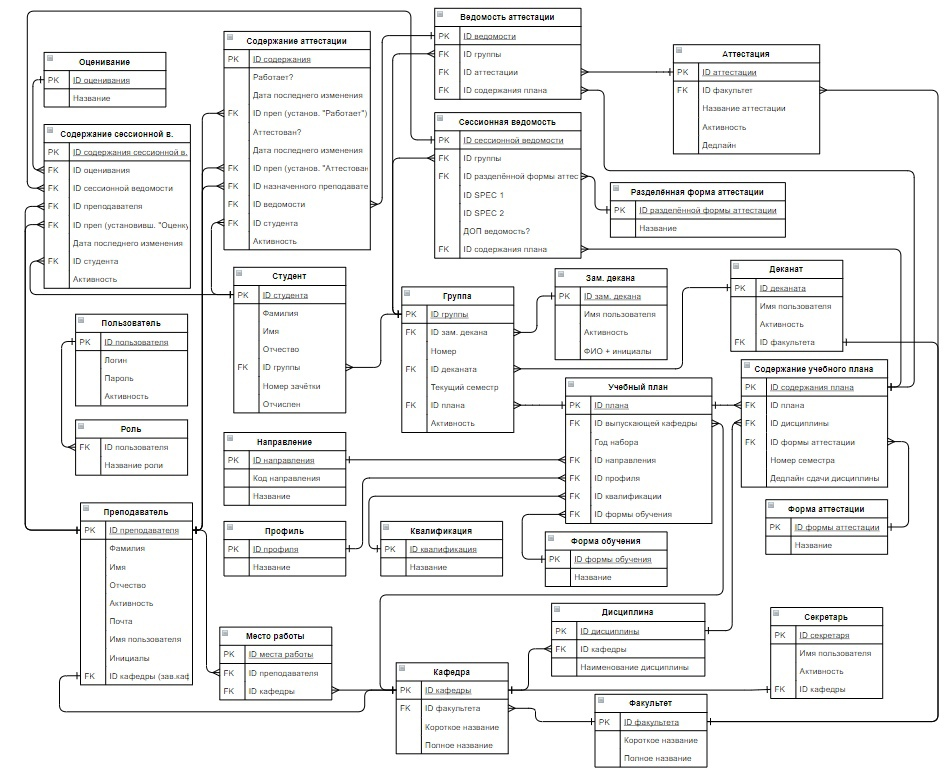 Оценивание
PK ID оценивания
Название
Содержание сессионной в.
PK ID содержания сессионной в.
FK ID оценивания
FK ID сессионной ведомости
FK ID преподавателя
FK ID преп (установивш. "Оценку
Дата последнего изменения
FK ID студента
Активность
Содержание аттестации
PK ID содержания
Работает?
Дата последнего изменения
FK ID преп (установ. "Работает")
Аттестован?
Дата последнего изменения
FK ID преп (установ. "Аттестован
FK ID назначенного преподавате
FK ID ведомости
FK ID студента
Активность
Ведомость аттестации
PK ID ведомости
FK ID группы
FK ID аттестации
FK ID содержания плана
Аттестация
PK ID аттестации
FK ID факультет
Название аттестации
Активность
Дедлайн
Сессионная ведомость
PK ID сессионной ведомости
FK ID группы
FK ID разделённой формы аттес
ID SPEC 1
ID SPEC 2
ДОП ведомость?
FK ID содержания плана
Разделённая форма аттестации
PK ID разделённой формы аттестации
Название
Студент
PK ID студента
Фамилия
Имя
Отчество
FK ID группы
Номер зачётки
Отчислен
Группа
PK ID группы
FK ID зам. декана
Номер
FK ID деканата
Текущий семестр
FK ID плана
Активность
Зам. декана
PK ID зам. декана
Имя пользователя
Активность
ФИО + инициалы
Деканат
PK ID деканата
Имя пользователя
Активность
FK ID факультета
Пользователь
PK ID пользователя
Логин
Пароль
Активность
Роль
FK ID пользователя
Название роли
Учебный план
PK ID плана
FK ID выпускающей кафедры
Год набора
FK ID направления
FK ID профиля
FK ID квалификации
FK ID формы обучения
Содержание учебного плана
PK ID содержания плана
FK ID плана
FK ID дисциплины
FK ID формы аттестации
Номер семестра
Дедлайн сдачи дисциплины
Направление
PK ID направления
Код направления
Название
Профиль
PK ID профиля
Название
Квалификация
PK ID квалификация
Название
Форма обучения
PK ID формы обучения
Название
Форма аттестации
PK ID формы аттестации
Название
Преподаватель
PK ID преподавателя
Фамилия
Имя
Отчество
Активность
Почта
Имя пользователя
Инициалы
FK ID кафедры (зав.каф
Место работы
PK ID места работы
FK ID преподавателя
FK ID кафедры
Дисциплина
PK ID дисциплины
FK ID кафедры
Наименование дисциплины
Секретарь
PK ID секретаря
Имя пользователя
Активность
FK ID кафедры
Кафедра
PK ID кафедры
FK ID факультета
Короткое название
Полное название
Факультет
PK ID факультета
Короткое название
Полное название